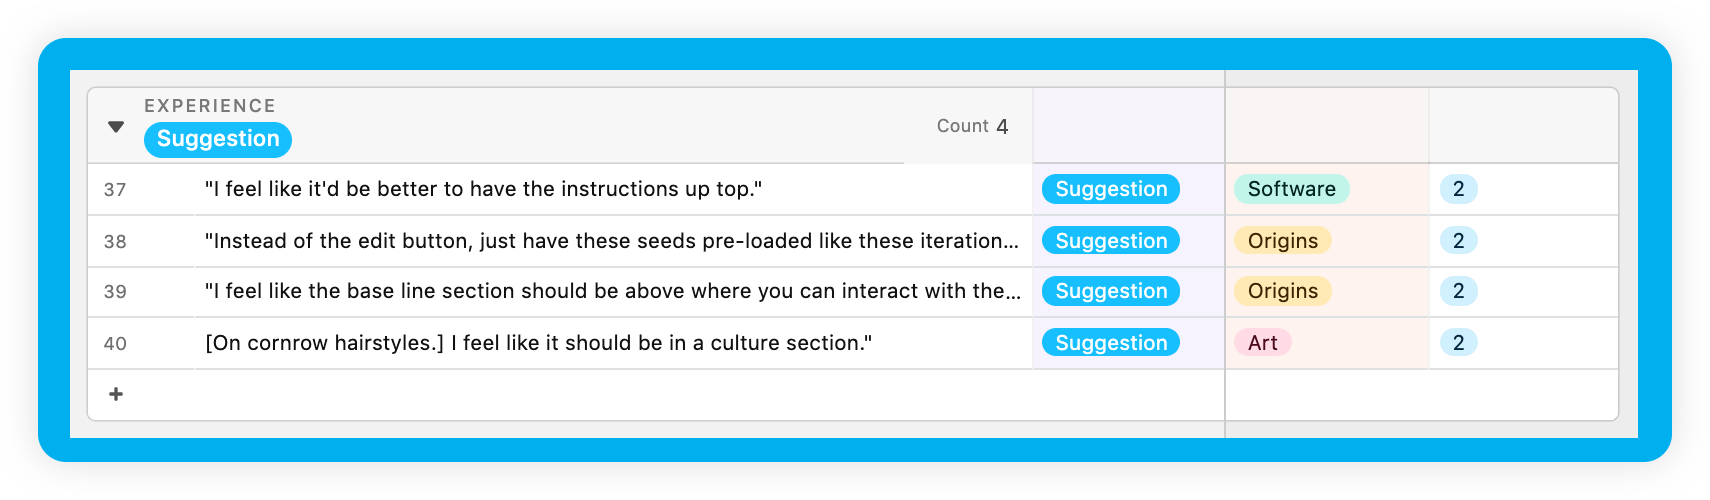 EXPERIENCE
Suggestion
Count 4
37 "I feel like it'd be better to have the instructions up top." Suggestion Software 2
38 "Instead of the edit button, just have these seeds pre-loaded like these iteration... Suggestion Origins 2
39 "I feel like the base line section should be above where you can interact with the... Suggestion Origins 2
40 [On cornrow hairstyles.] I feel like it should be in a culture section." Suggestion Art 2
+